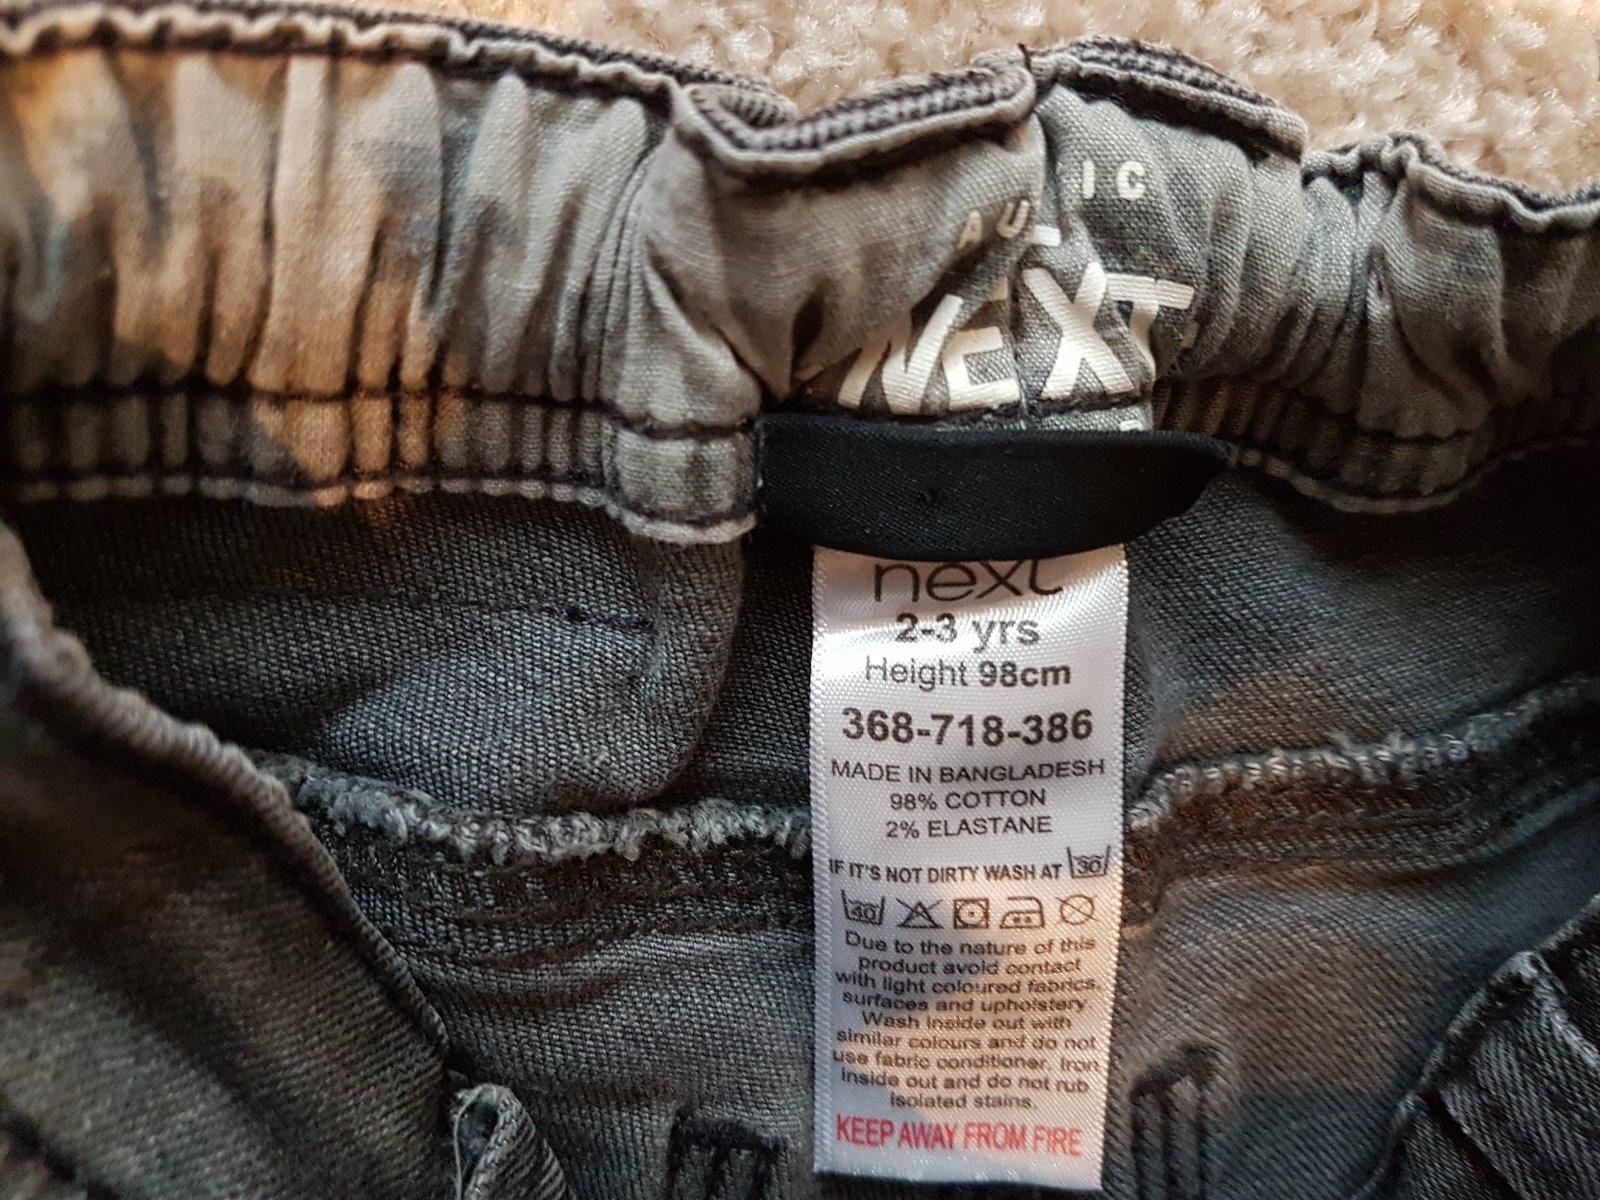 NEXT
next
2-3 yrs
Height 98cm
368-718-386
MADE IN BANGLADESH
98% COTTON
2% ELASTANE
IF IT'S NOT DIRTY WASH AT 30
40
Due to the nature of this
product avoid contact
with light coloured fabrics,
surfaces and upholstery
Wash inside out with
similar colours and do not
use fabric conditioner. Iron
inside out and do not rub
isolated stains.
KEEP AWAY FROM FIRE